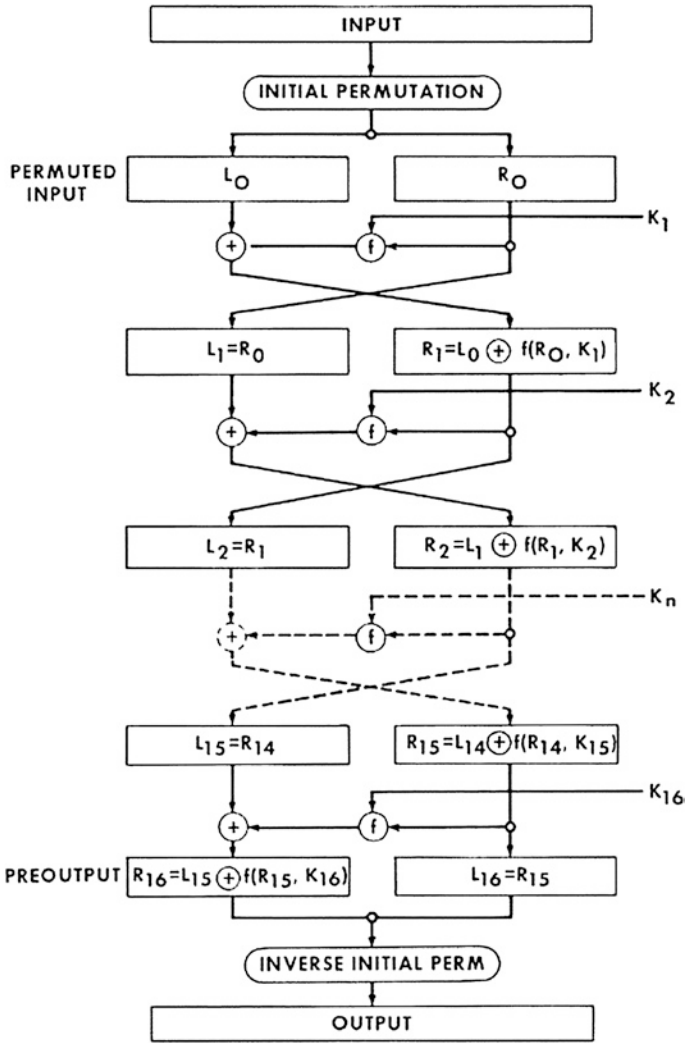 INPUT
INITIAL PERMUTATION
PERMUTED
INPUT
L0
R0
K1
+
f
L1=R0
R1=L0 + f(R0, K1)
K2
+
f
L2=R1
R2=L1 + f(R1, K2)
Kn
+
f
L15=R14
R15=L14 + f(R14, K15)
K16
+
f
PREOUTPUT
R16=L15 + f(R15, K16)
L16=R15
INVERSE INITIAL PERM
OUTPUT